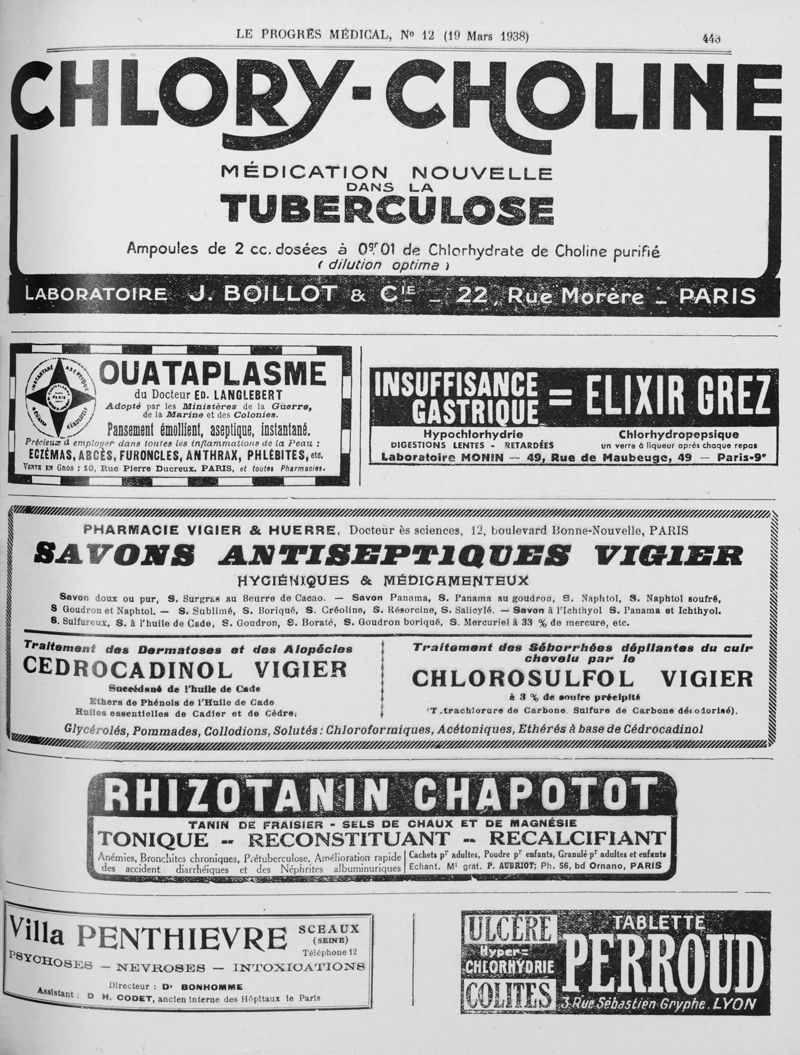 LE PROGRÈS MÉDICAL, Nº 12 (19 Mars 1938)
443
CHLORY-CHOLINE
MÉDICATION NOUVELLE
DANS LA
TUBERCULOSE
Ampoules de 2 cc. dosées à 0gr.01 de Chlorhydrate de Choline purifié
(dilution optime)
LABORATOIRE J. BOILLOT & CIE _ 22, Rue Morère _ PARIS
OUATAPLASME
du Docteur ED. LANGLEBERT
Adopté par les Ministères de la Guerre,
de la Marine et des Colonies.
Pansement émollient, aseptique, instantané.
Précieux à employer dans toutes les inflammations de la Peau :
ECZÉMAS, ABCÈS, FURONCLES, ANTHRAX, PHLÉBITES, etc.
VENTE EN GROS : 10, Rue Pierre Ducreux, PARIS, et toutes Pharmacies.
INSUFFISANCE
GASTRIQUE = ELIXIR GREZ
Hypochlorhydrie
DIGESTIONS LENTES - RETARDÉES
Chlorhydropepsique
un verre à liqueur après chaque repas
Laboratoire MONIN — 49, Rue de Maubeuge, 49 — Paris-9e
PHARMACIE VIGIER & HUERRE, Docteur ès sciences, 12, boulevard Bonne-Nouvelle, PARIS
SAVONS ANTISEPTIQUES VIGIER
HYGIÉNIQUES & MÉDICAMENTEUX
Savon doux ou pur, S. Surgras au Beurre de Cacao. — Savon Panama, S. Panama au goudron, S. Naphtol, S. Naphtol soufré,
S Goudron et Naphtol. — S. Sublimé, S. Boriqué, S. Créoline, S. Résorcine, S. Salicylé. — Savon à l'Ichthyol S. Panama et Ichthyol.
S. Sulfureux, S. à l'huile de Cade, S. Goudron, S. Boraté, S. Goudron boriqué, S. Mercuriel à 33 % de mercure, etc.
Traitement des Dermatoses et des Alopécies
CEDROCADINOL VIGIER
Succédané de l'huile de Cade
Ethers de Phénols de l'Huile de Cade
Huiles essentielles de Cadier et de Cèdre.
Traitement des Séborrhées dépilantes du cuir
chevelu par le
CHLOROSULFOL VIGIER
à 3 % de soufre précipité
(T.trachlorure de Carbone. Sulfure de Carbone désodorisé).
Glycérolés, Pommades, Collodions, Solutés : Chloroformiques, Acétoniques, Ethérés à base de Cédrocadinol
RHIZOTANIN CHAPOTOT
TANIN DE FRAISIER - SELS DE CHAUX ET DE MAGNÉSIE
TONIQUE -- RECONSTITUANT -- RECALCIFIANT
Anémies, Bronchites chroniques, Prétuberculose, Amélioration rapide
des accident diarrhéiques et des Néphrites albuminuriques
Cachets pr adultes, Poudre pr enfants, Granulé pr adultes et enfants
Echant. Ml grat. P. AUBRIOT; Ph. 56, bd Ornano, PARIS
Villa PENTHIEVRE SCEAUX
(SEINE)
Téléphone 12
PSYCHOSES — NEVROSES — INTOXICATIONS
Directeur : Dr BONHOMME
Assistant : D H. CODET, ancien interne des Hôpitaux le Paris
ULCÈRE
Hyper=
CHLORHYDRIE
COLITES
TABLETTE
PERROUD
3, Rue Sébastien Gryphe. LYON